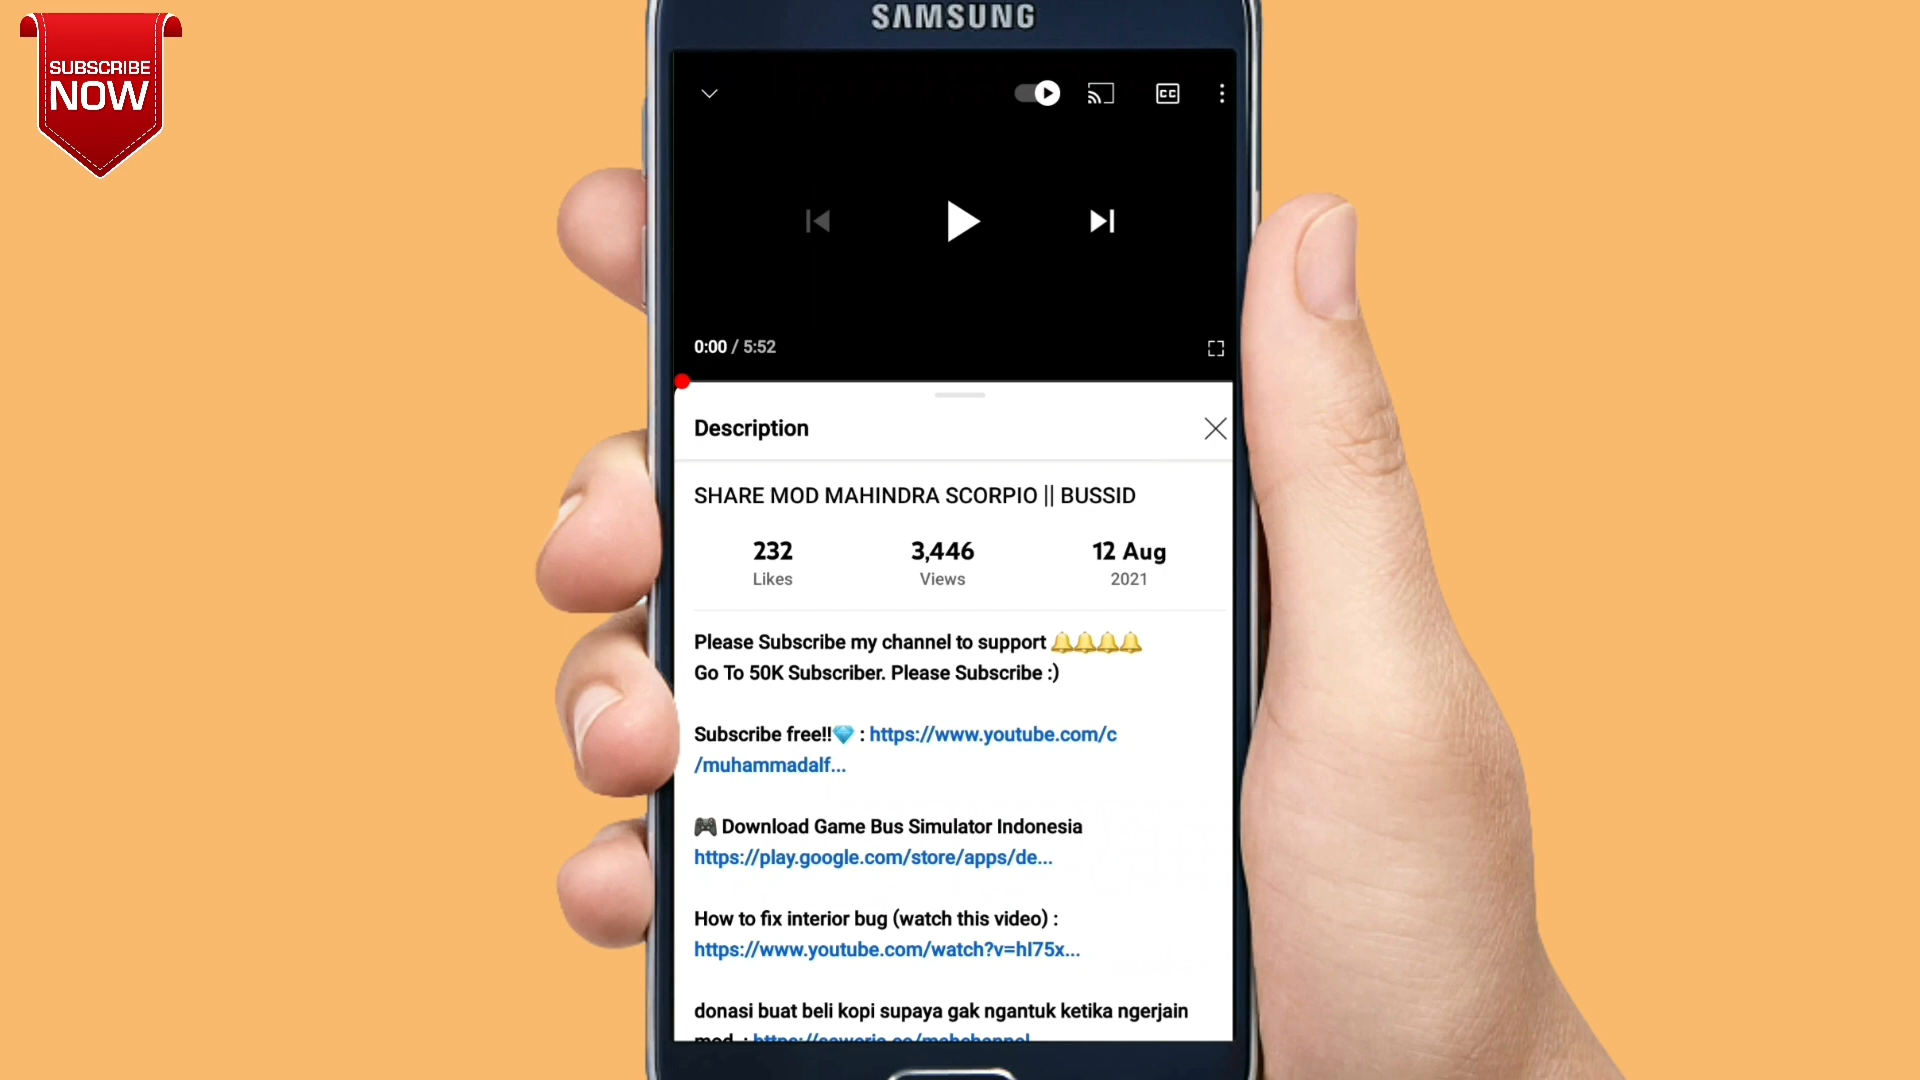 SUBSCRIBE
NOW
SAMSUNG
CC
0:00 / 5:52
Description
SHARE MOD MAHINDRA SCORPIO || BUSSID
232
Likes
3,446
Views
12 Aug
2021
Please Subscribe my channel to support 🔔🔔🔔🔔
Go To 50K Subscriber. Please Subscribe :)
Subscribe free!!💎 : https://www.youtube.com/c
/muhammadalf...
🎮 Download Game Bus Simulator Indonesia
https://play.google.com/store/apps/de...
How to fix interior bug (watch this video) :
https://www.youtube.com/watch?v=hI75x...
donasi buat beli kopi supaya gak ngantuk ketika ngerjain
mod :